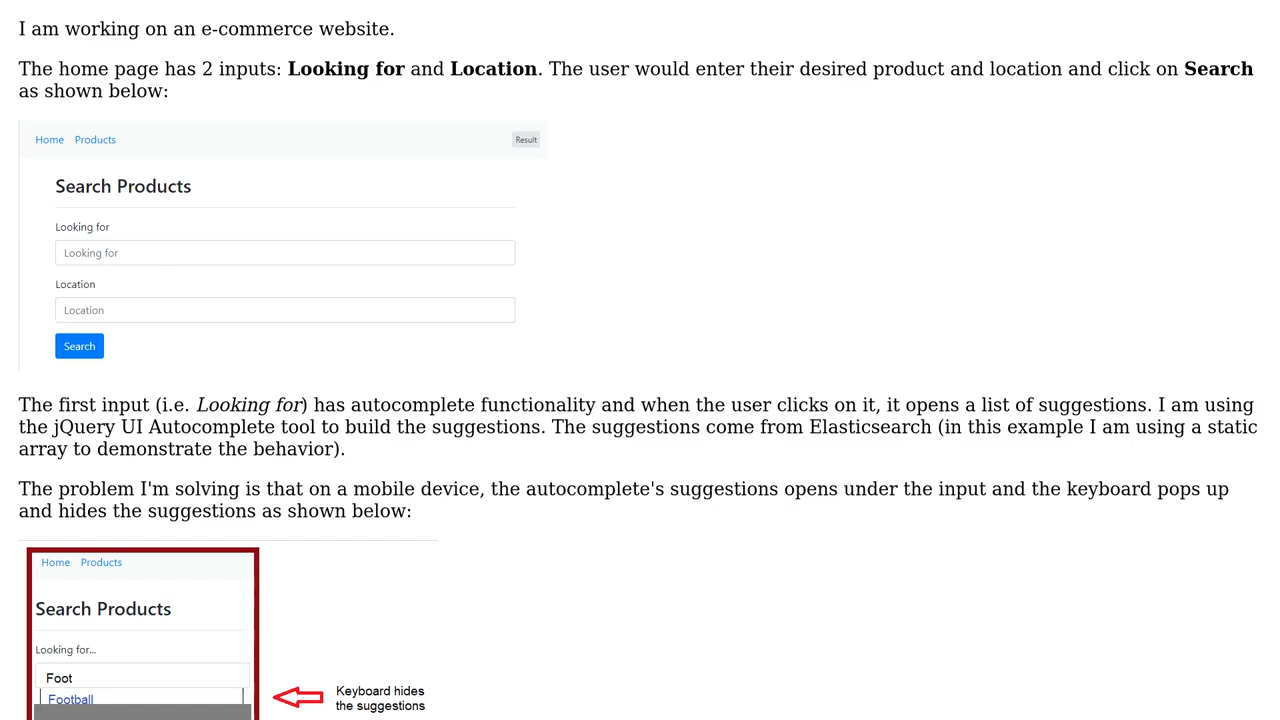 I am working on an e-commerce website.
The home page has 2 inputs: Looking for and Location. The user would enter their desired product and location and click on Search
as shown below:
Home Products Result
Search Products
Looking for
Looking for
Location
Location
Search
The first input (i.e. Looking for) has autocomplete functionality and when the user clicks on it, it opens a list of suggestions. I am using
the jQuery UI Autocomplete tool to build the suggestions. The suggestions come from Elasticsearch (in this example I am using a static
array to demonstrate the behavior).
The problem I'm solving is that on a mobile device, the autocomplete's suggestions opens under the input and the keyboard pops up
and hides the suggestions as shown below:
Home Products
Search Products
Looking for...
Foot
Football
Keyboard hides
the suggestions